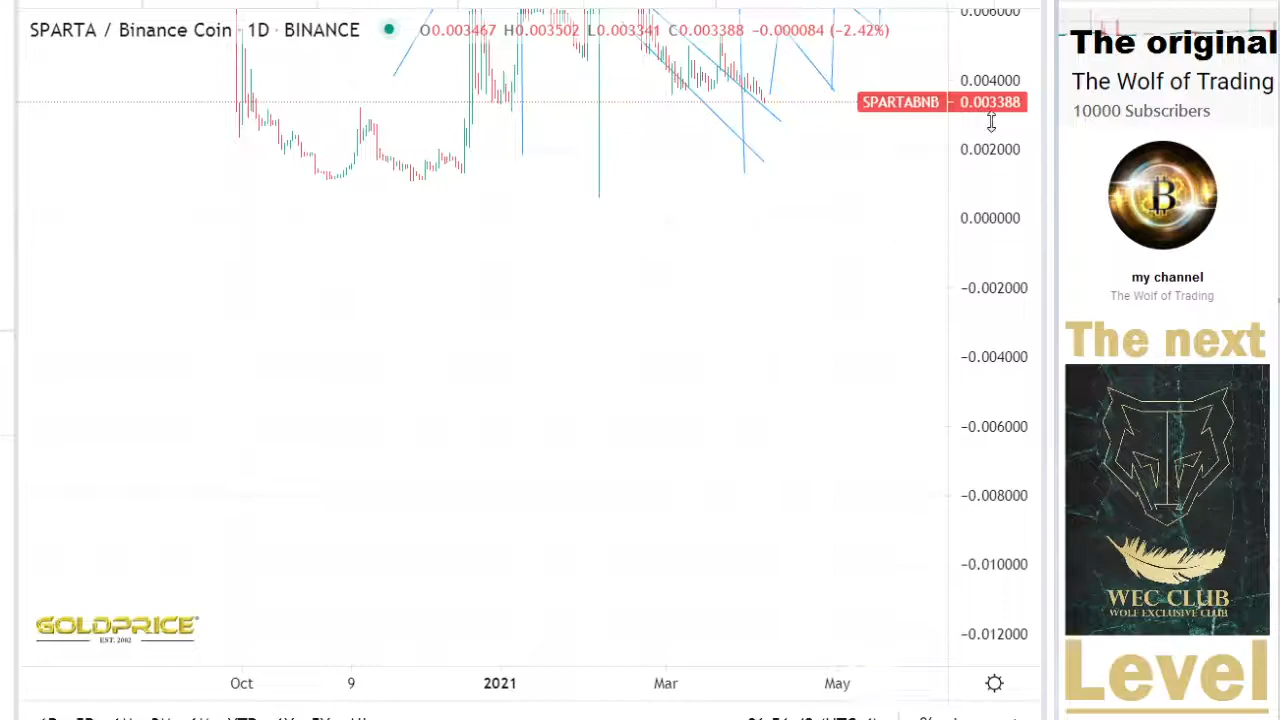 SPARTA / Binance Coin · 1D · BINANCE
O0.003467 H0.003502 L0.003341 C0.003388 −0.000084 (−2.42%)
0.006000
0.004000
SPARTABNB 0.003388
0.002000
0.000000
−0.002000
−0.004000
−0.006000
−0.008000
−0.010000
−0.012000
Oct 9 2021 Mar May
GOLDPRICE
EST. 2002
The original
The Wolf of Trading
10000 Subscribers
my channel
The Wolf of Trading
The next
WEC CLUB
WOLF EXCLUSIVE CLUB
Level